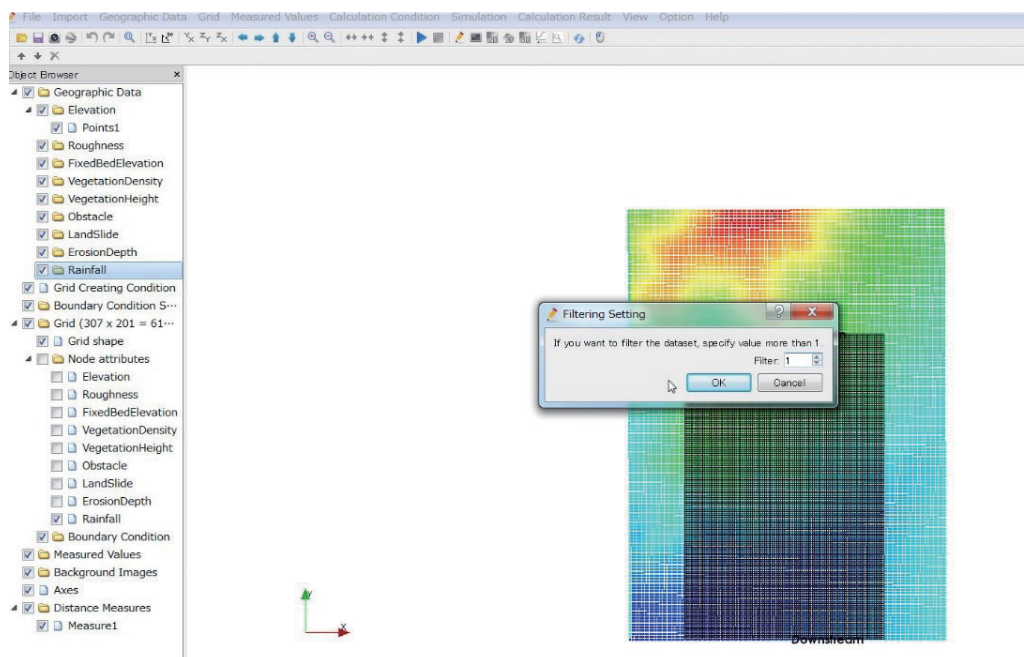 File Import Geographic Data Grid Measured Values Calculation Condition Simulation Calculation Result View Option Help
Object Browser
Geographic Data
Elevation
Points1
Roughness
FixedBedElevation
VegetationDensity
VegetationHeight
Obstacle
LandSlide
ErosionDepth
Rainfall
Grid Creating Condition
Boundary Condition S···
Grid (307 x 201 = 61···
Grid shape
Node attributes
Elevation
Roughness
FixedBedElevation
VegetationDensity
VegetationHeight
Obstacle
LandSlide
ErosionDepth
Rainfall
Boundary Condition
Measured Values
Background Images
Axes
Distance Measures
Measure1
Filtering Setting
If you want to filter the dataset, specify value more than 1.
Filter: 1
OK Cancel
Y
X
Downstream